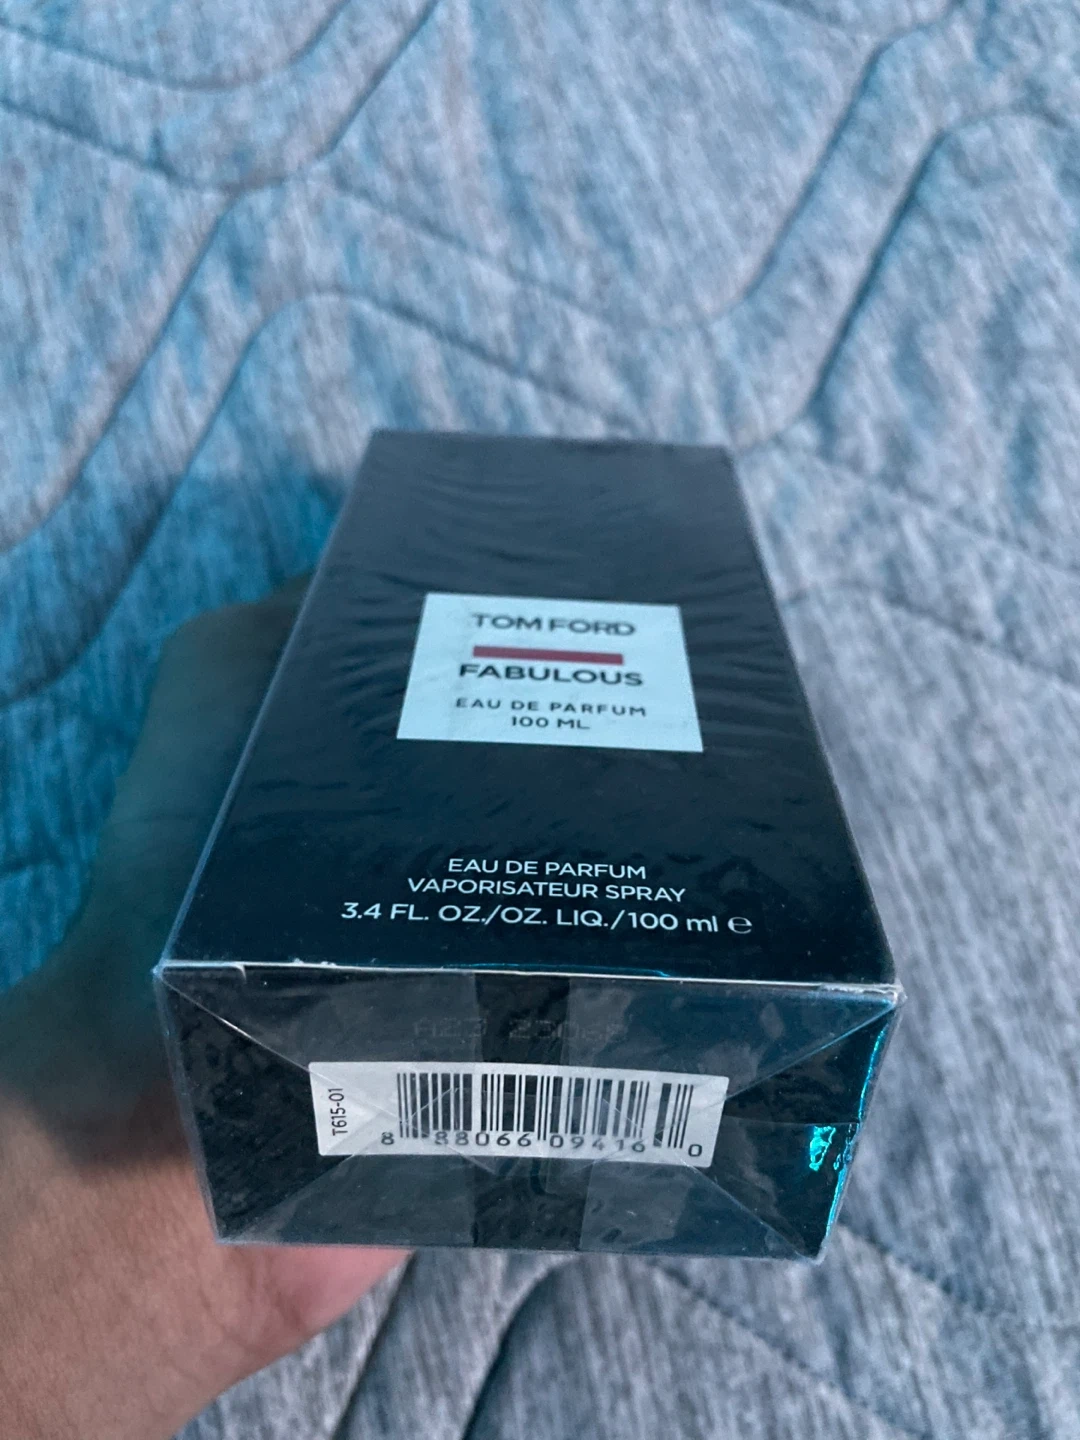 TOM FORD
FABULOUS
EAU DE PARFUM
100 ML
EAU DE PARFUM
VAPORISATEUR SPRAY
3.4 FL. OZ./OZ. LIQ./100 ml ℮
T615-01
8 88066 09416 0